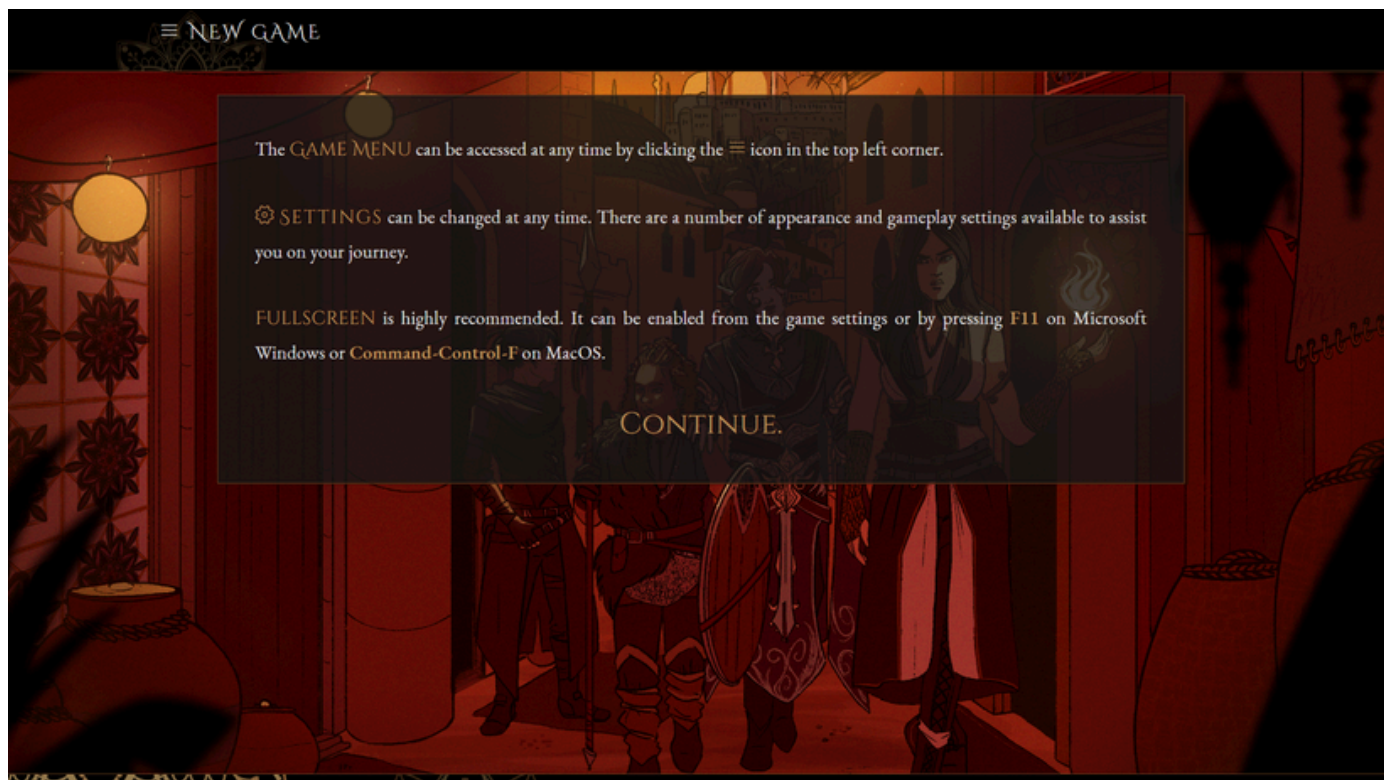 NEW GAME
The GAME MENU can be accessed at any time by clicking the icon in the top left corner.
SETTINGS can be changed at any time. There are a number of appearance and gameplay settings available to assist
you on your journey.
FULLSCREEN is highly recommended. It can be enabled from the game settings or by pressing F11 on Microsoft
Windows or Command-Control-F on MacOS.
CONTINUE.